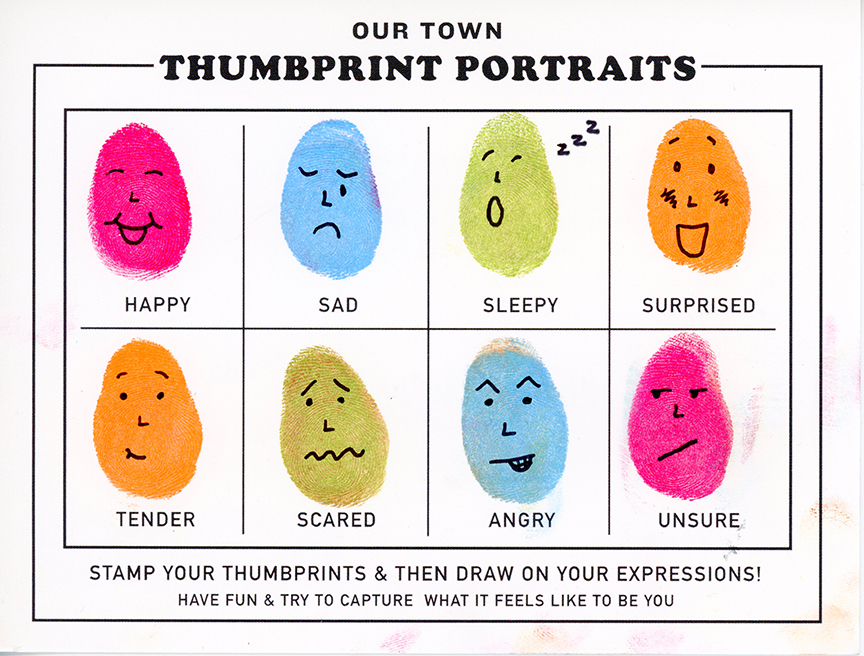 OUR TOWN
THUMBPRINT PORTRAITS
z z z
HAPPY SAD SLEEPY SURPRISED
TENDER SCARED ANGRY UNSURE
STAMP YOUR THUMBPRINTS & THEN DRAW ON YOUR EXPRESSIONS!
HAVE FUN & TRY TO CAPTURE WHAT IT FEELS LIKE TO BE YOU